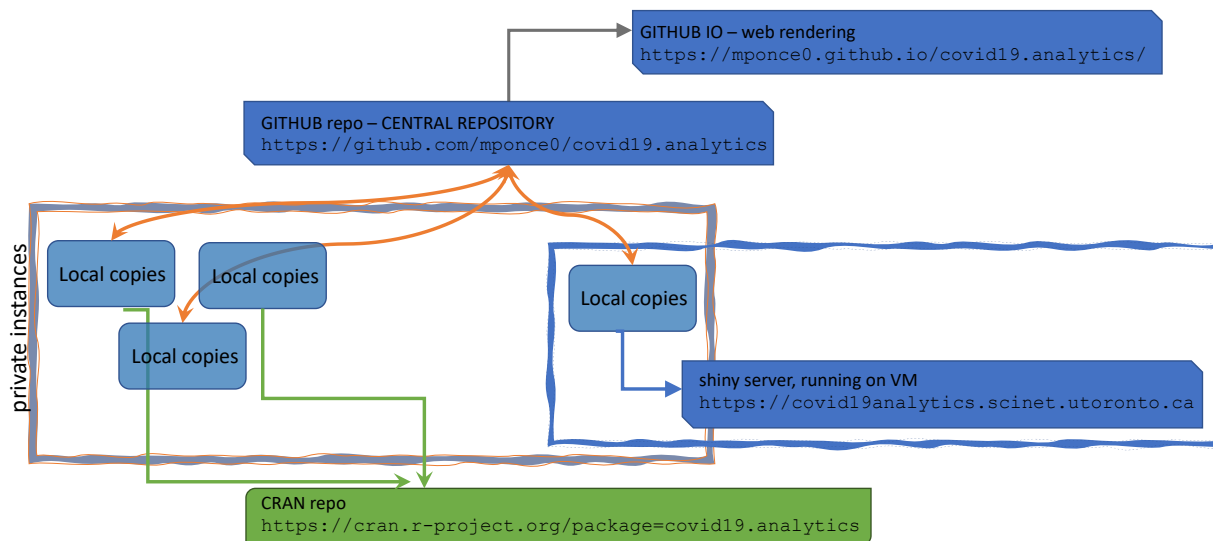 GITHUB IO – web rendering
https://mponce0.github.io/covid19.analytics/
GITHUB repo – CENTRAL REPOSITORY
https://github.com/mponce0/covid19.analytics
private instances
Local copies
Local copies
Local copies
Local copies
shiny server, running on VM
https://covid19analytics.scinet.utoronto.ca
CRAN repo
https://cran.r-project.org/package=covid19.analytics